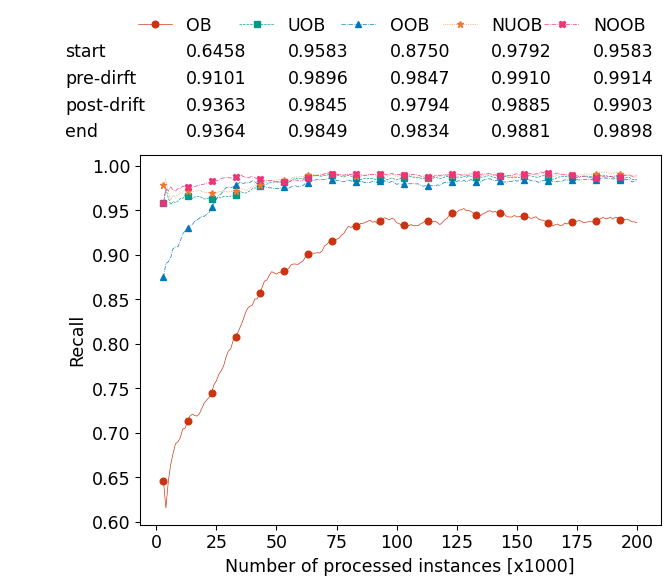 OB UOB OOB NUOB NOOB
start 0.6458 0.9583 0.8750 0.9792 0.9583
pre-dirft 0.9101 0.9896 0.9847 0.9910 0.9914
post-drift 0.9363 0.9845 0.9794 0.9885 0.9903
end 0.9364 0.9849 0.9834 0.9881 0.9898
1.00
0.95
0.90
0.85
0.80
0.75
0.70
0.65
0.60
Recall
0 25 50 75 100 125 150 175 200
Number of processed instances [x1000]